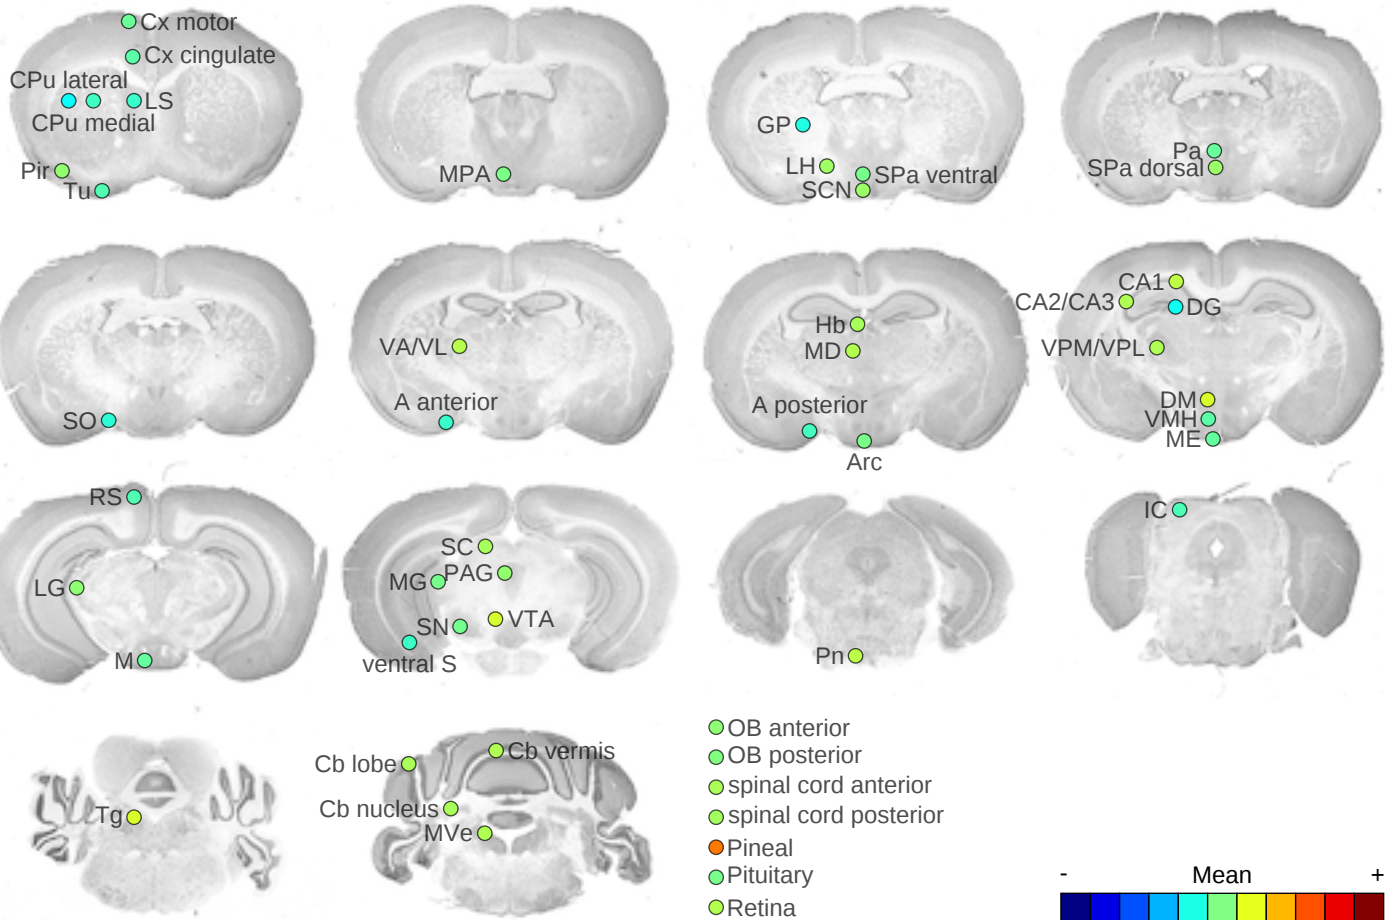 Cx motor
Cx cingulate
CPu lateral
LS
CPu medial
Pir
Tu
MPA
GP
LH
SPa ventral
SCN
Pa
SPa dorsal
SO
VA/VL
A anterior
Hb
MD
A posterior
Arc
CA1
CA2/CA3
DG
VPM/VPL
DM
VMH
ME
RS
LG
M
SC
MG
PAG
SN
VTA
ventral S
Pn
IC
Tg
Cb lobe
Cb vermis
Cb nucleus
MVe
OB anterior
OB posterior
spinal cord anterior
spinal cord posterior
Pineal
Pituitary
Retina
- Mean +